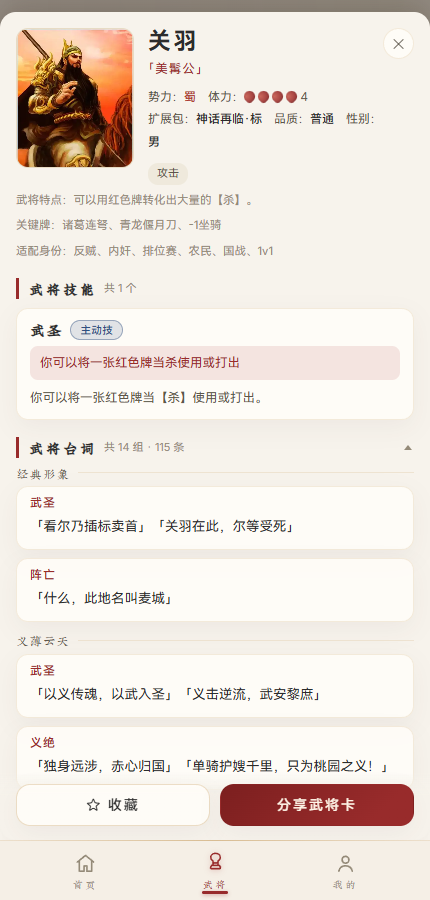 关羽
「美髯公」
势力：蜀 体力：4
扩展包：神话再临·标 品质：普通 性别：
男
攻击
武将特点：可以用红色牌转化出大量的【杀】。
关键牌：诸葛连弩、青龙偃月刀、-1坐骑
适配身份：反贼、内奸、排位赛、农民、国战、1v1
武将技能 共 1 个
武圣 主动技
你可以将一张红色牌当杀使用或打出
你可以将一张红色牌当【杀】使用或打出。
武将台词 共 14 组 · 115 条
经典形象
武圣
「看尔乃插标卖首」「关羽在此，尔等受死」
阵亡
「什么，此地名叫麦城」
义薄云天
武圣
「以义传魂，以武入圣」「义击逆流，武安黎庶」
义绝
「独身远涉，赤心归国」「单骑护嫂千里，只为桃园之义！」
收藏 分享武将卡
首页 武将 我的